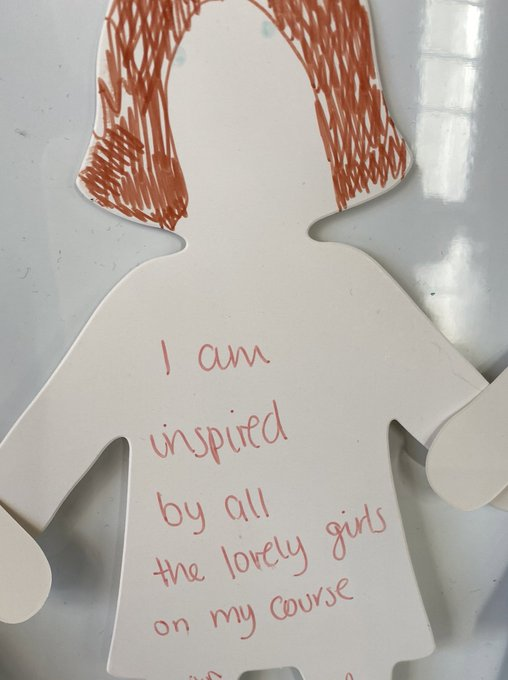 I am
inspired
by all
the lovely girls
on my course